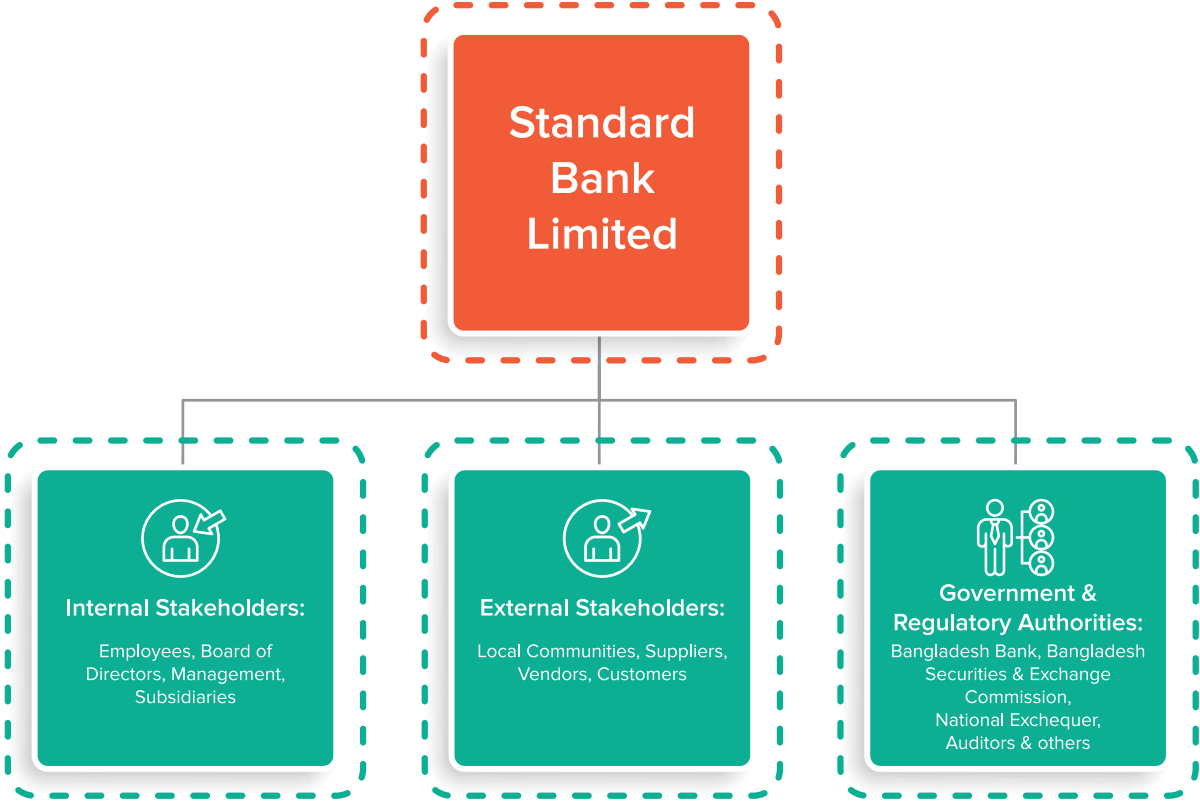 Standard
Bank
Limited
Internal Stakeholders:
Employees, Board of
Directors, Management,
Subsidiaries
External Stakeholders:
Local Communities, Suppliers,
Vendors, Customers
Government &
Regulatory Authorities:
Bangladesh Bank, Bangladesh
Securities & Exchange
Commission,
National Exchequer,
Auditors & others